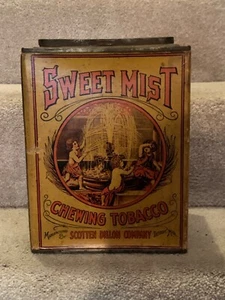 SWEET MIST
CHEWING TOBACCO
SCOTTEN DILLON COMPANY